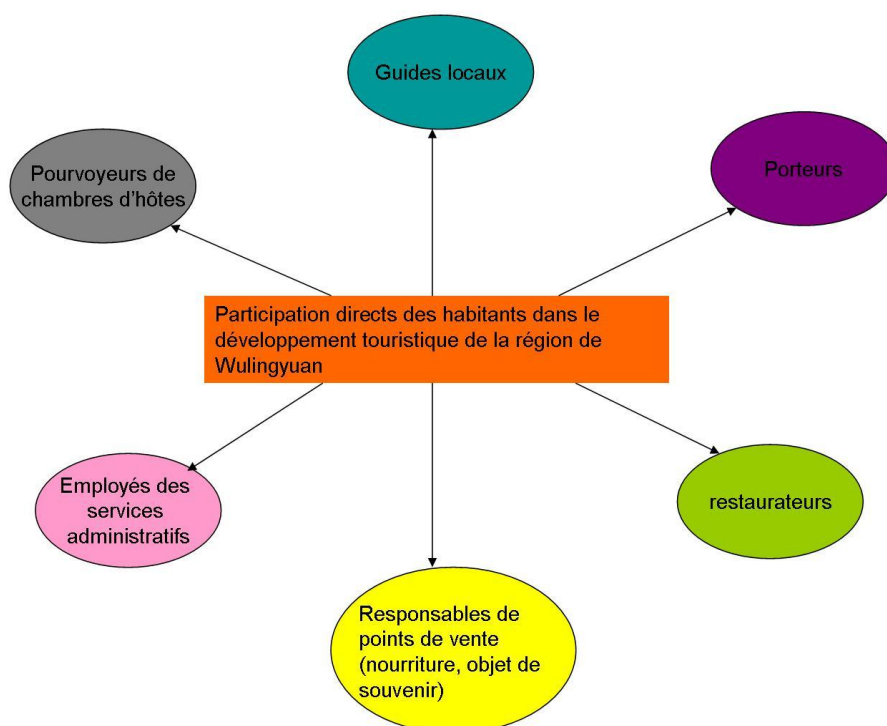 Guides locaux
Pourvoyeurs de
chambres d'hôtes
Porteurs
Participation directs des habitants dans le
développement touristique de la région de
Wulingyuan
Employés des
services
administratifs
restaurateurs
Responsables de
points de vente
(nourriture, objet de
souvenir)